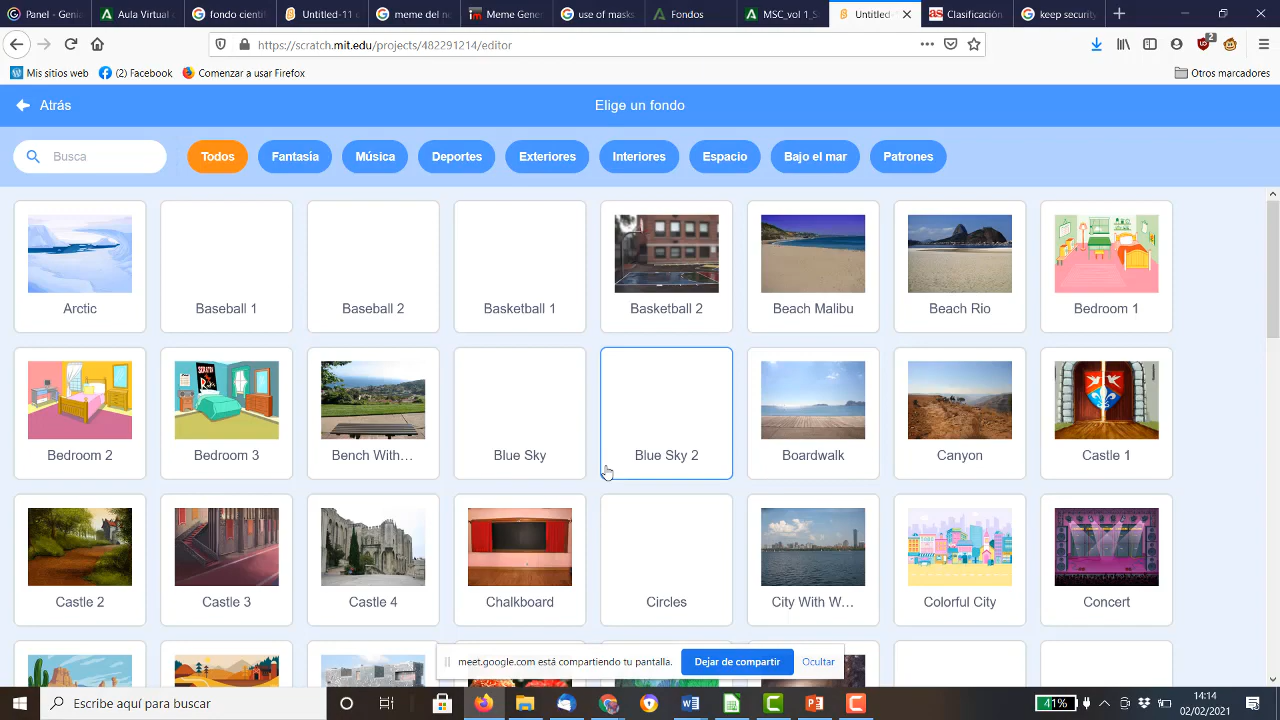 Panel - Genial
Aula Virtual
el-científi
Untitled-11 o
meme del ne
Meme Gene
use of masks
Fondos
MSC_vol 1_S
Untitled-
Clasificación
keep security
https://scratch.mit.edu/projects/482291214/editor
2
Mis sitios web
(2) Facebook
Comenzar a usar Firefox
Otros marcadores
Atrás
Elige un fondo
Busca
Todos
Fantasía
Música
Deportes
Exteriores
Interiores
Espacio
Bajo el mar
Patrones
Arctic
Baseball 1
Baseball 2
Basketball 1
Basketball 2
Beach Malibu
Beach Rio
Bedroom 1
Bedroom 2
Bedroom 3
Bench With...
Blue Sky
Blue Sky 2
Boardwalk
Canyon
Castle 1
Castle 2
Castle 3
Castle 4
Chalkboard
Circles
City With W...
Colorful City
Concert
meet.google.com está compartiendo tu pantalla.
Dejar de compartir
Ocultar
Escribe aquí para buscar
41%
14:14
02/02/2021